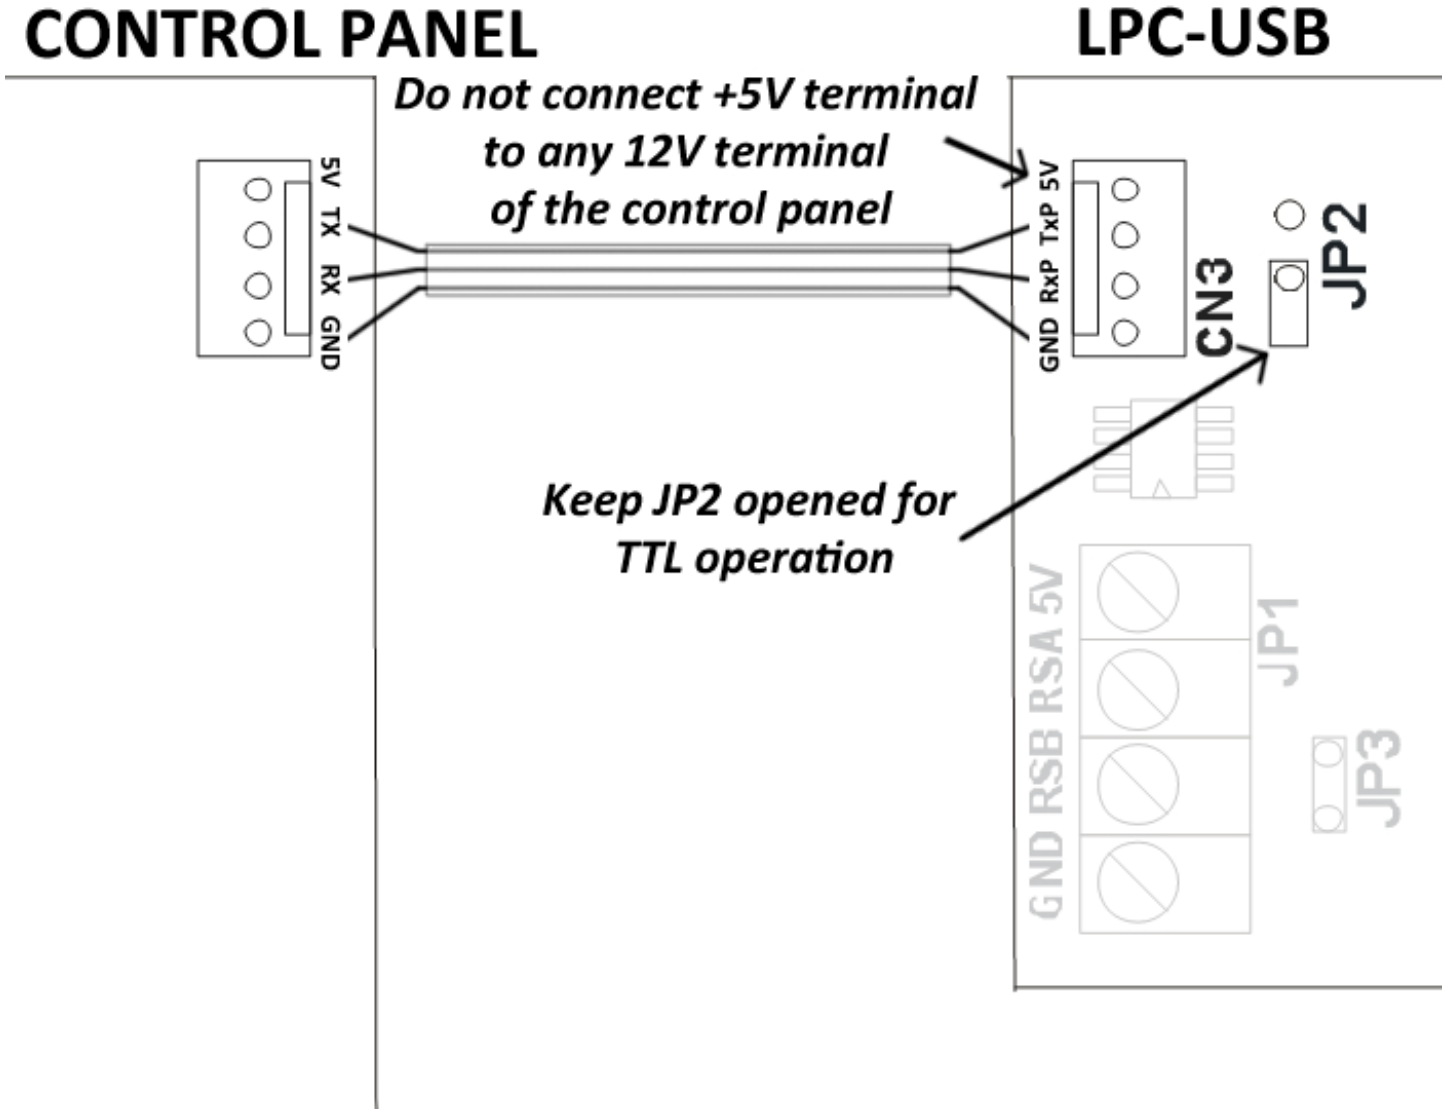 CONTROL PANEL
LPC-USB
Do not connect +5V terminal
to any 12V terminal
of the control panel
5V
TX
RX
GND
5V
TxP
RxP
GND
CN3
JP2
Keep JP2 opened for
TTL operation
GND RSB RSA 5V
JP1
JP3